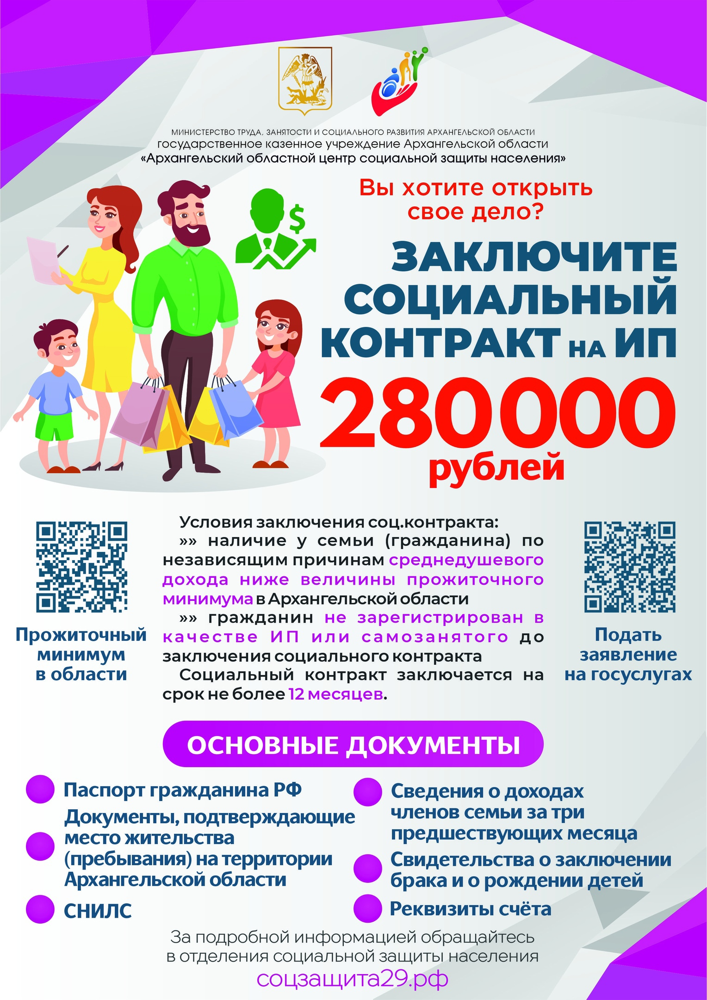 МИНИСТЕРСТВО ТРУДА, ЗАНЯТОСТИ И СОЦИАЛЬНОГО РАЗВИТИЯ АРХАНГЕЛЬСКОЙ ОБЛАСТИ
государственное казенное учреждение Архангельской области
«Архангельский областной центр социальной защиты населения»
Вы хотите открыть
свое дело?
ЗАКЛЮЧИТЕ
СОЦИАЛЬНЫЙ
КОНТРАКТ НА ИП
280 000
рублей
$
Условия заключения соц.контракта:
»» наличие у семьи (гражданина) по
независящим причинам среднедушевого
дохода ниже величины прожиточного
минимума в Архангельской области
»» гражданин не зарегистрирован в
качестве ИП или самозанятого до
заключения социального контракта
Социальный контракт заключается на
срок не более 12 месяцев.
Прожиточный
минимум
в области
Подать
заявление
на госуслугах
ОСНОВНЫЕ ДОКУМЕНТЫ
Паспорт гражданина РФ
Документы, подтверждающие
место жительства
(пребывания) на территории
Архангельской области
СНИЛС
Сведения о доходах
членов семьи за три
предшествующих месяца
Свидетельства о заключении
брака и о рождении детей
Реквизиты счёта
За подробной информацией обращайтесь
в отделения социальной защиты населения
соцзащита29.рф